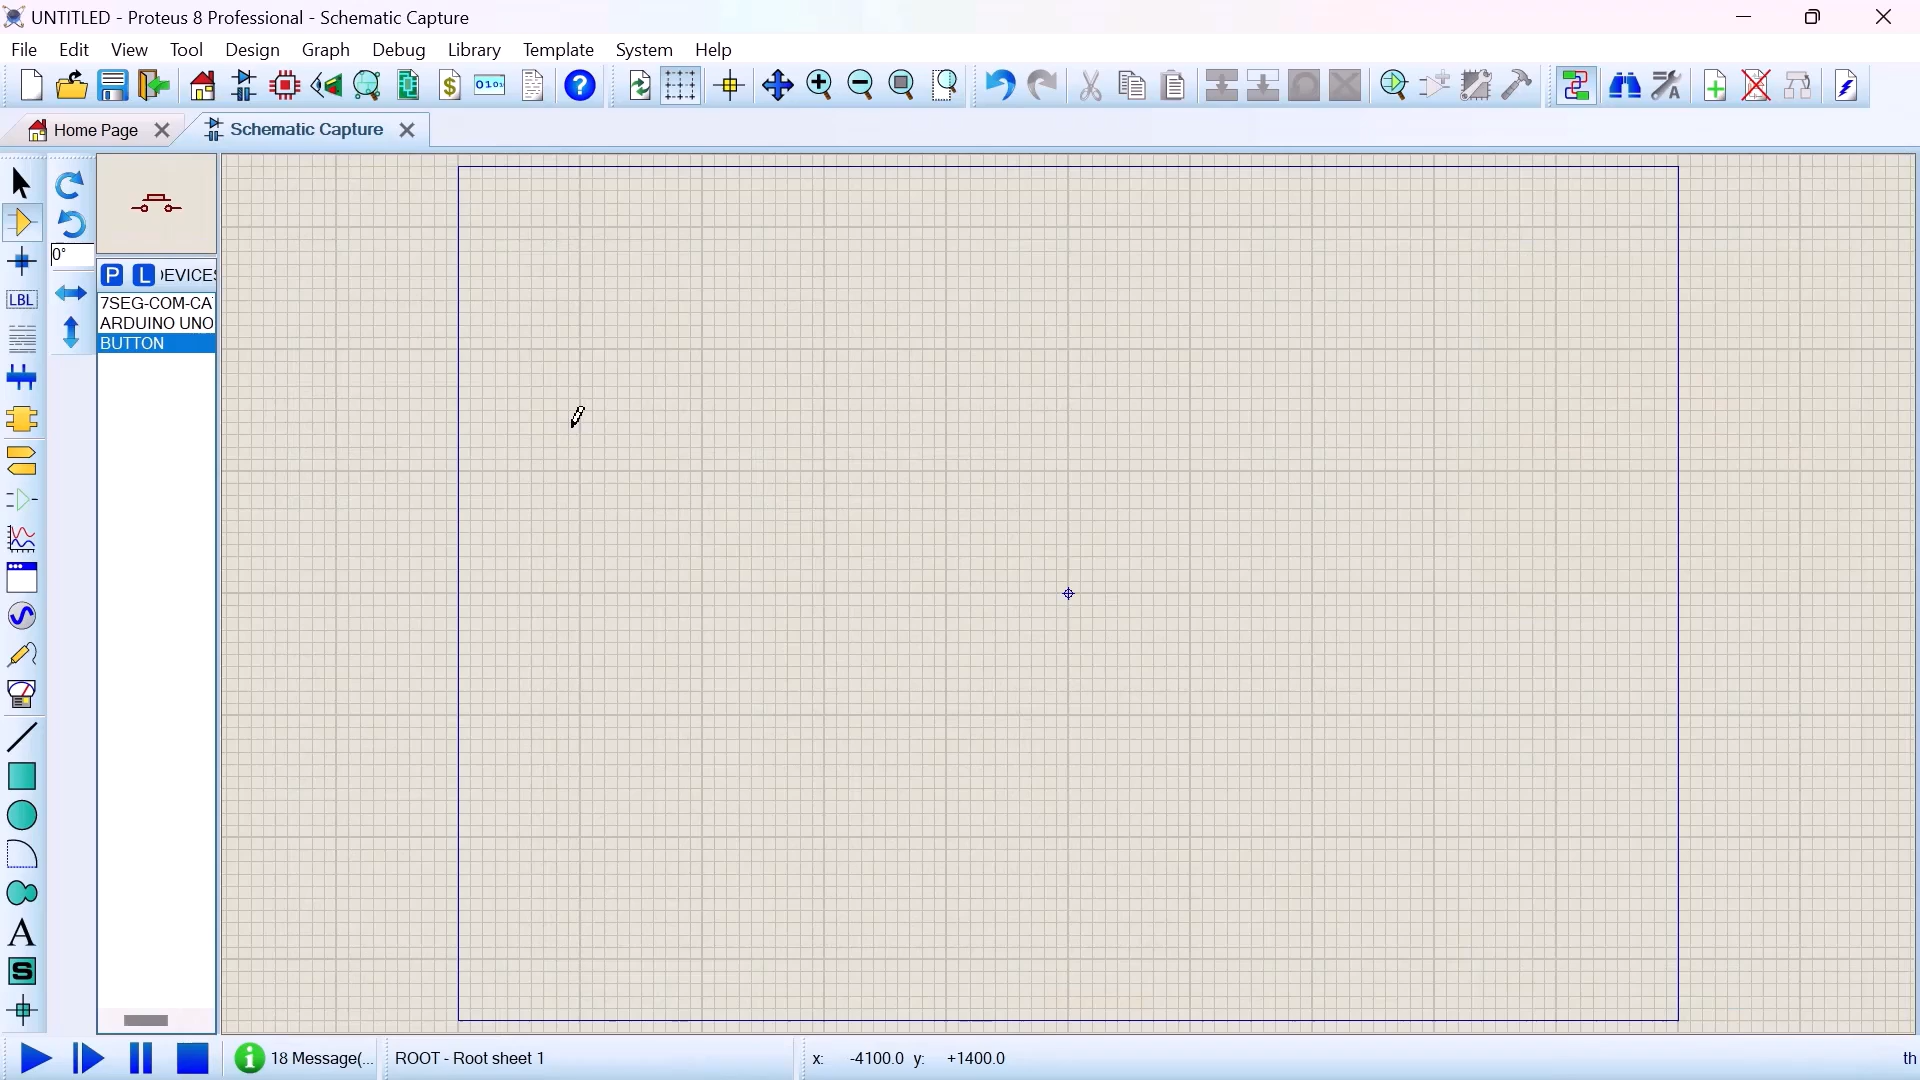 UNTITLED - Proteus 8 Professional - Schematic Capture
File Edit View Tool Design Graph Debug Library Template System Help
$ 0101 ? A
Home Page Schematic Capture
0°
P L DEVICES
7SEG-COM-CA
ARDUINO UNO
BUTTON
LBL
A
S
18 Message(... ROOT - Root sheet 1 x: -4100.0 y: +1400.0 th